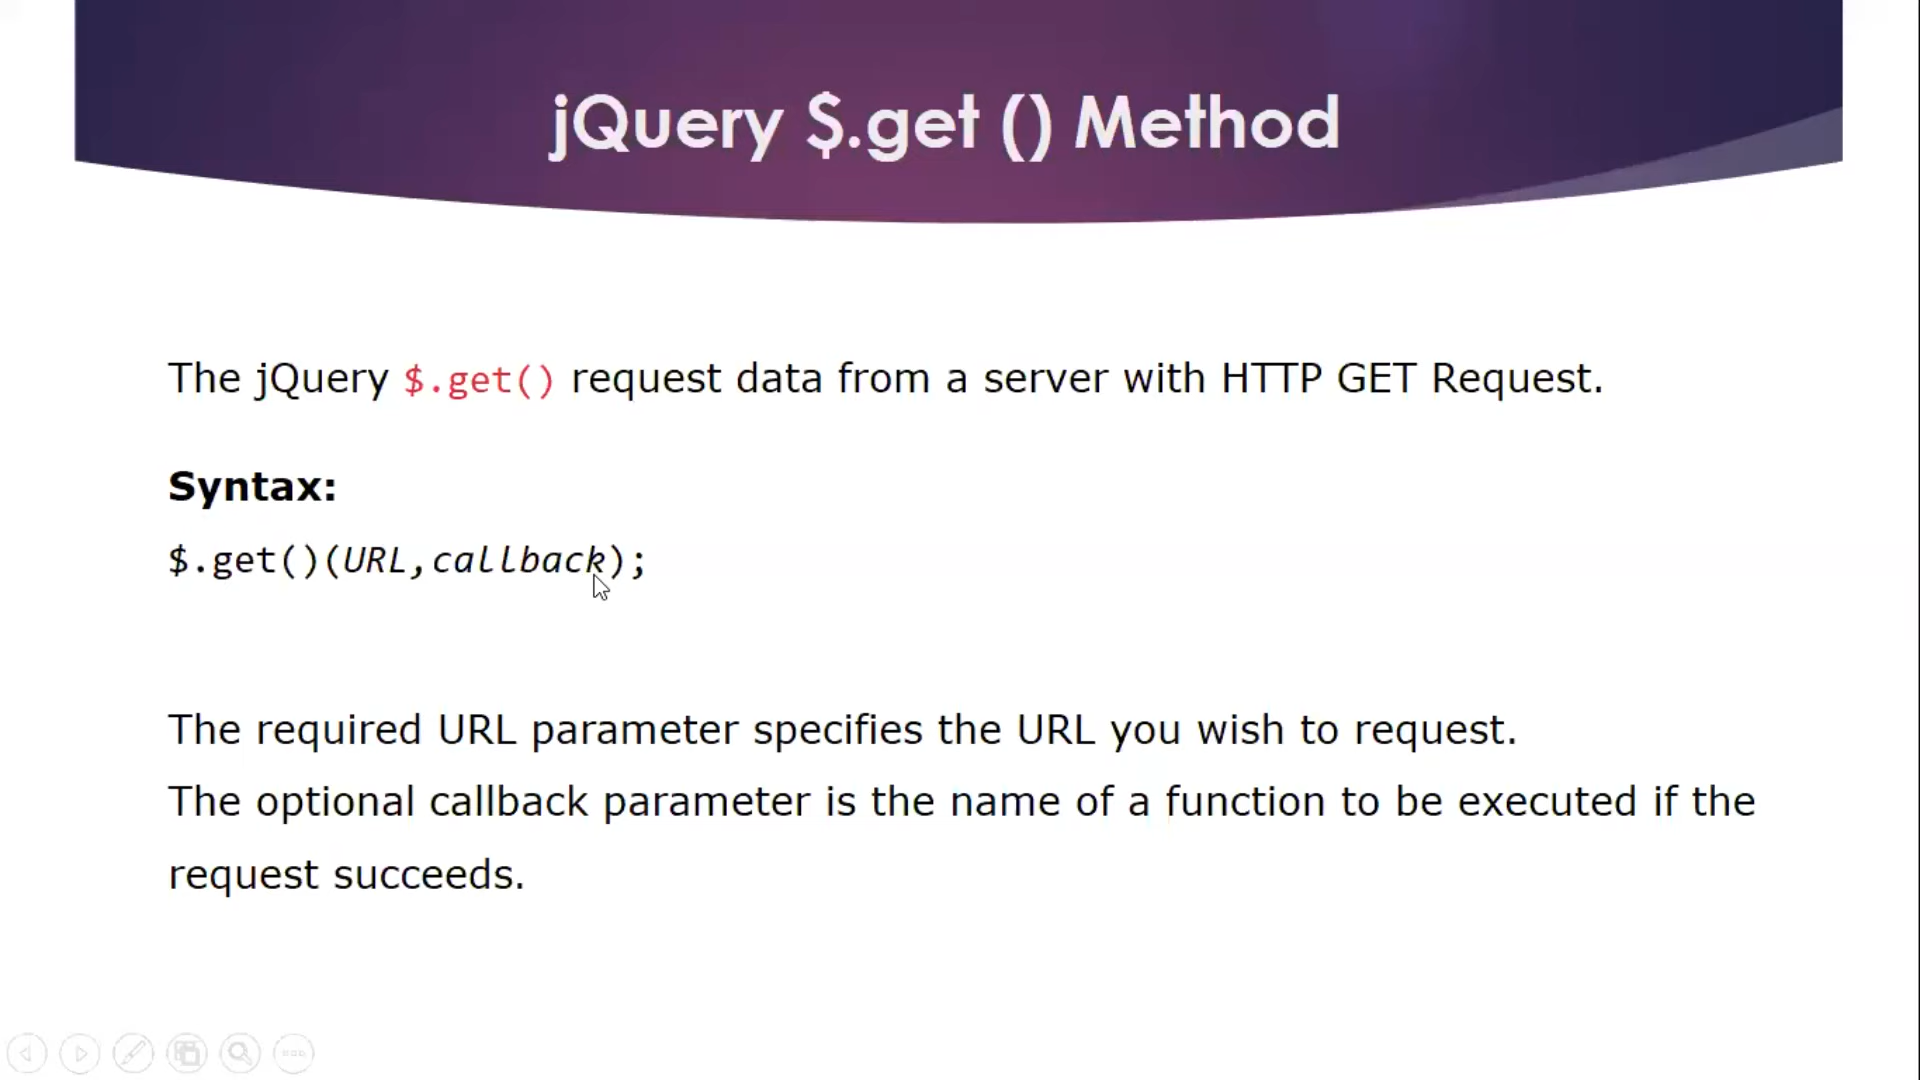 jQuery $.get () Method
The jQuery $.get() request data from a server with HTTP GET Request.
Syntax:
$.get()(URL,callback);
The required URL parameter specifies the URL you wish to request.
The optional callback parameter is the name of a function to be executed if the
request succeeds.